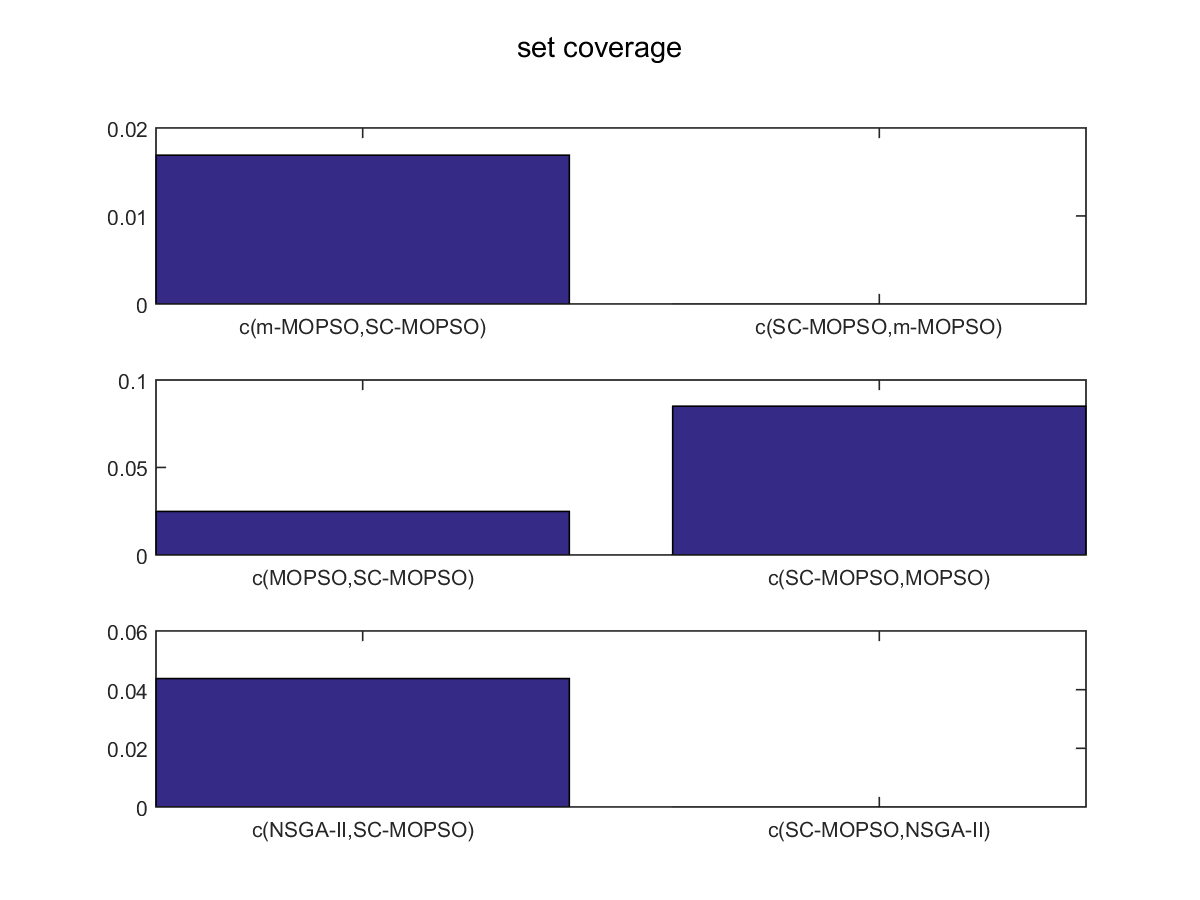 set coverage
0.02
0.01
0
c(m-MOPSO,SC-MOPSO) c(SC-MOPSO,m-MOPSO)
0.1
0.05
0
c(MOPSO,SC-MOPSO) c(SC-MOPSO,MOPSO)
0.06
0.04
0.02
0
c(NSGA-II,SC-MOPSO) c(SC-MOPSO,NSGA-II)